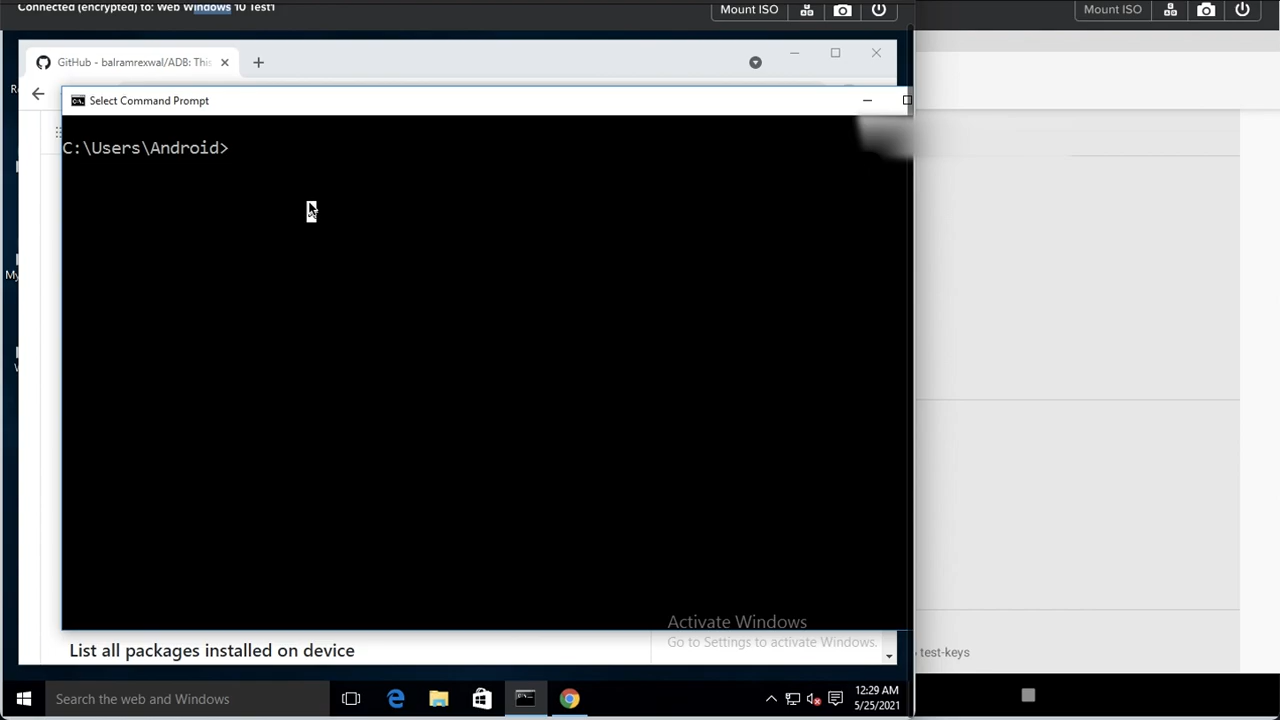 Connected (encrypted) to: Web Windows 10 Test1
Mount ISO
Mount ISO
GitHub - balramrexwal/ADB: This
Select Command Prompt
C:\Users\Android>
My
Activate Windows
Go to Settings to activate Windows.
List all packages installed on device
test-keys
Search the web and Windows
12:29 AM
5/25/2021